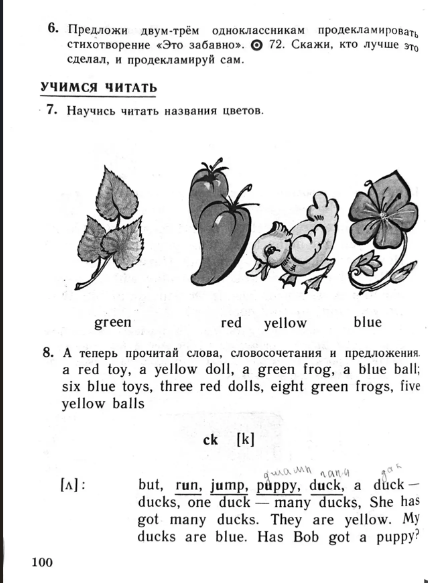 6. Предложи двум-трём одноклассникам продекламировать
стихотворение «Это забавно». 72. Скажи, кто лучше это
сделал, и продекламируй сам.
УЧИМСЯ ЧИТАТЬ
7. Научись читать названия цветов.
green red yellow blue
8. А теперь прочитай слова, словосочетания и предложения.
a red toy, a yellow doll, a green frog, a blue ball;
six blue toys, three red dolls, eight green frogs, five
yellow balls
ck [k]
[ʌ]: but, run, jump, puppy, duck, a duck —
ducks, one duck — many ducks, She has
got many ducks. They are yellow. My
ducks are blue. Has Bob got a puppy?
100